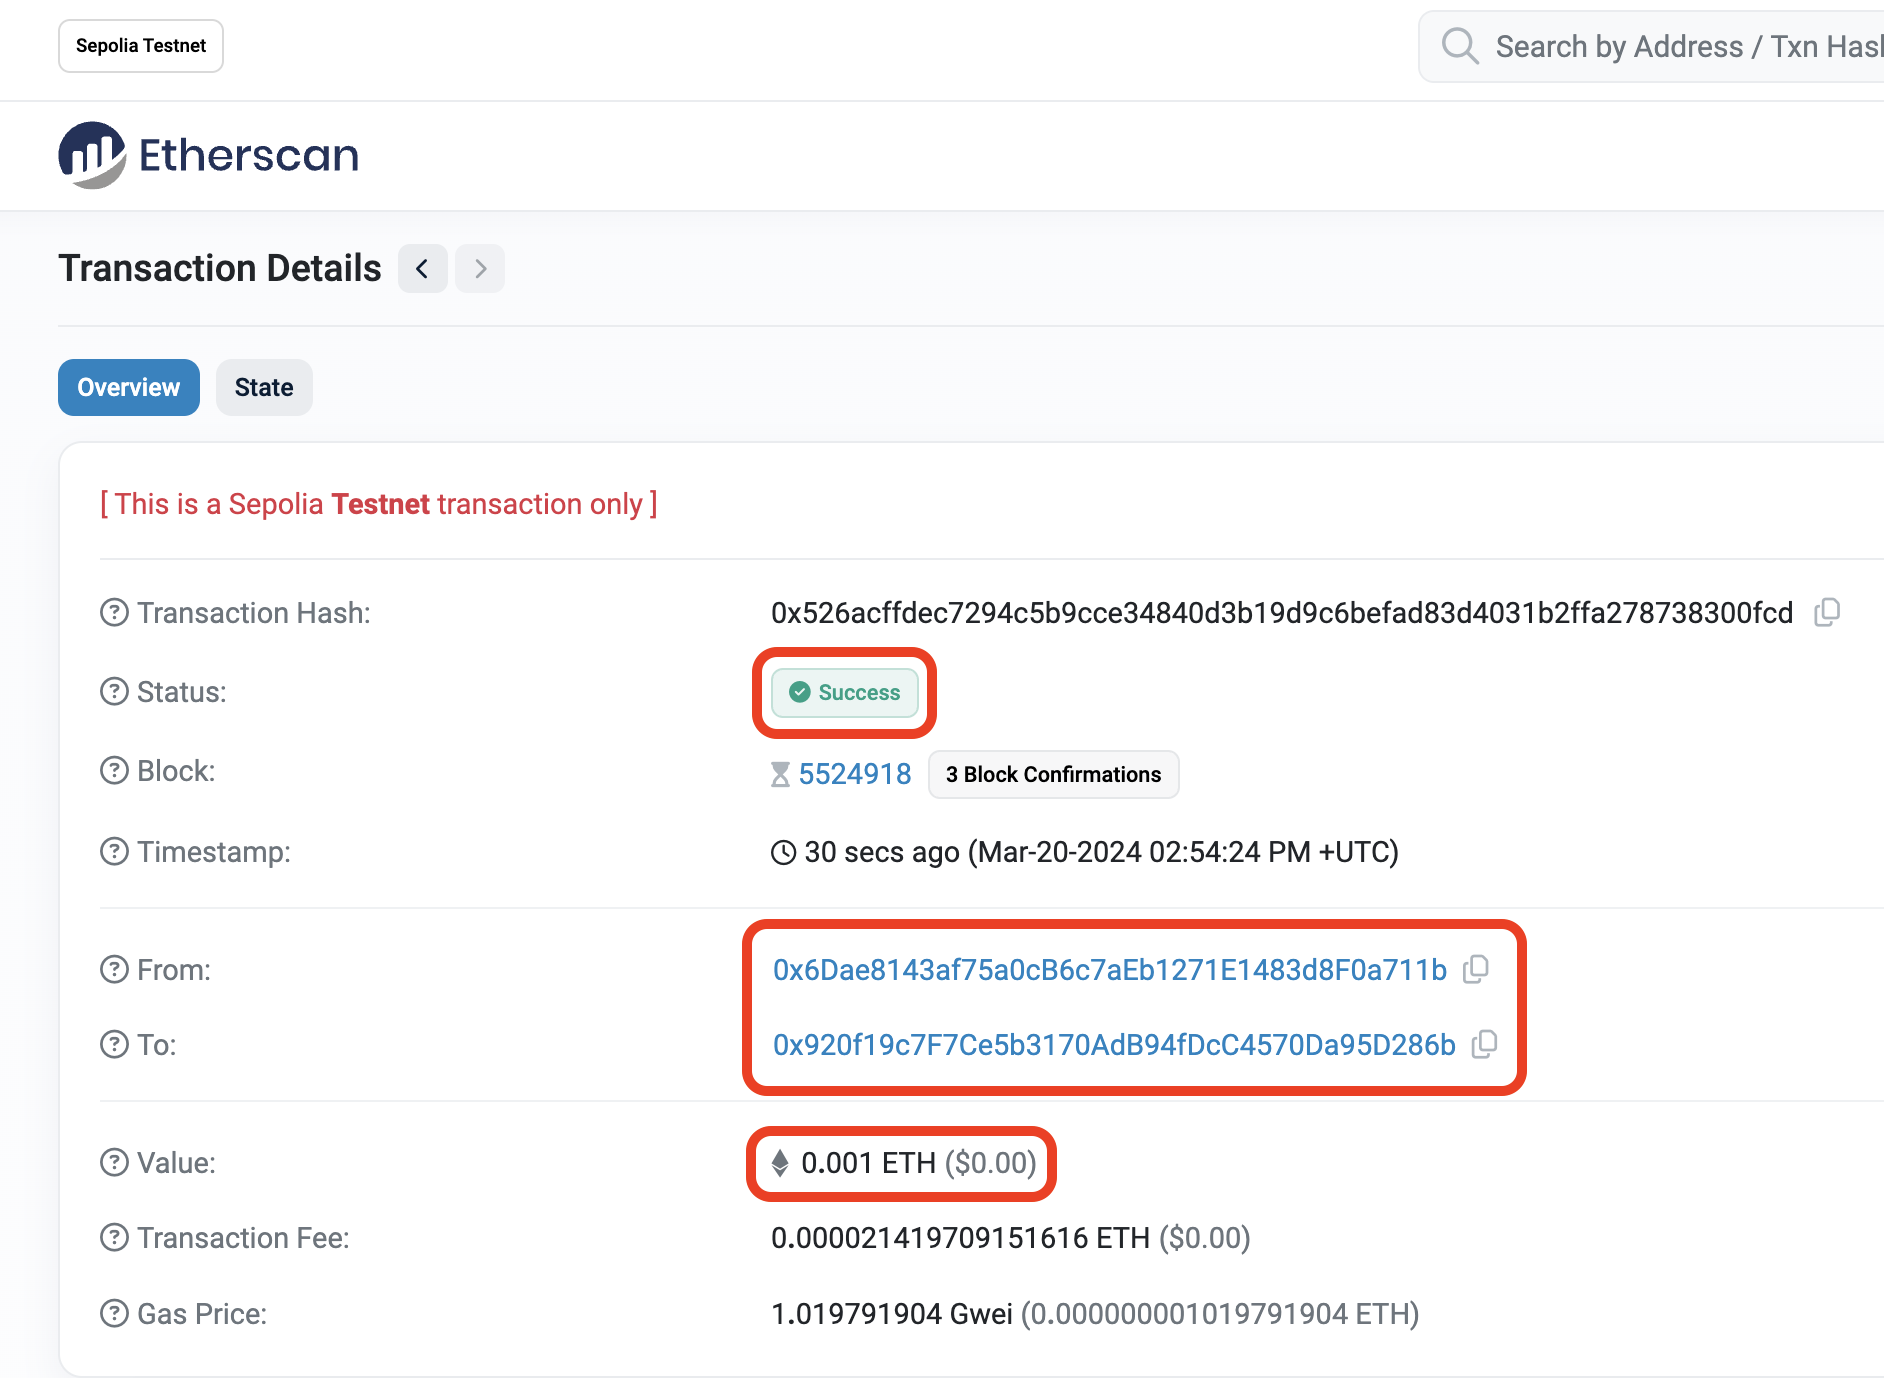 Sepolia Testnet
Search by Address / Txn Hash
Etherscan
Transaction Details
Overview State
[ This is a Sepolia Testnet transaction only ]
Transaction Hash: 0x526acffdec7294c5b9cce34840d3b19d9c6befad83d4031b2ffa278738300fcd
Status: Success
Block: 5524918 3 Block Confirmations
Timestamp: 30 secs ago (Mar-20-2024 02:54:24 PM +UTC)
From: 0x6Dae8143af75a0cB6c7aEb1271E1483d8F0a711b
To: 0x920f19c7F7Ce5b3170AdB94fDcC4570Da95D286b
Value: 0.001 ETH ($0.00)
Transaction Fee: 0.000021419709151616 ETH ($0.00)
Gas Price: 1.019791904 Gwei (0.000000001019791904 ETH)